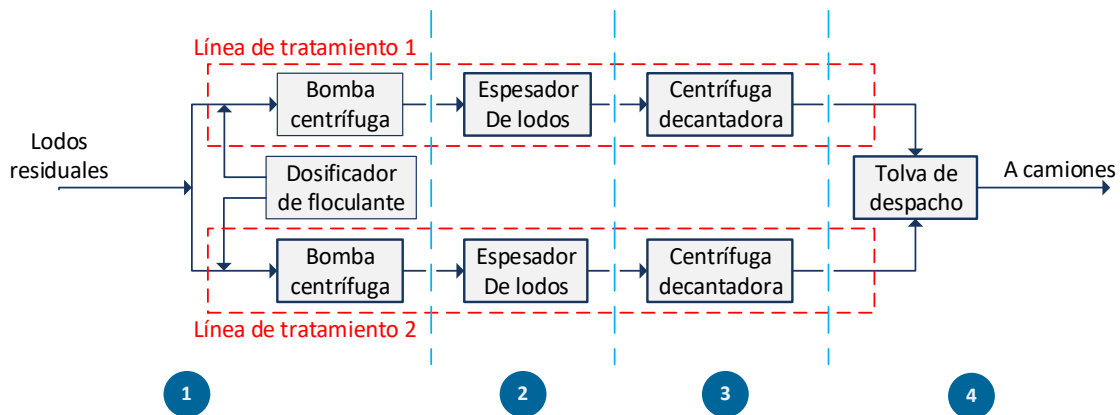 Línea de tratamiento 1
Bomba
centrífuga
Espesador
De lodos
Centrífuga
decantadora
Lodos
residuales
Dosificador
de floculante
Tolva de
despacho
A camiones
Bomba
centrífuga
Espesador
De lodos
Centrífuga
decantadora
Línea de tratamiento 2
1
2
3
4